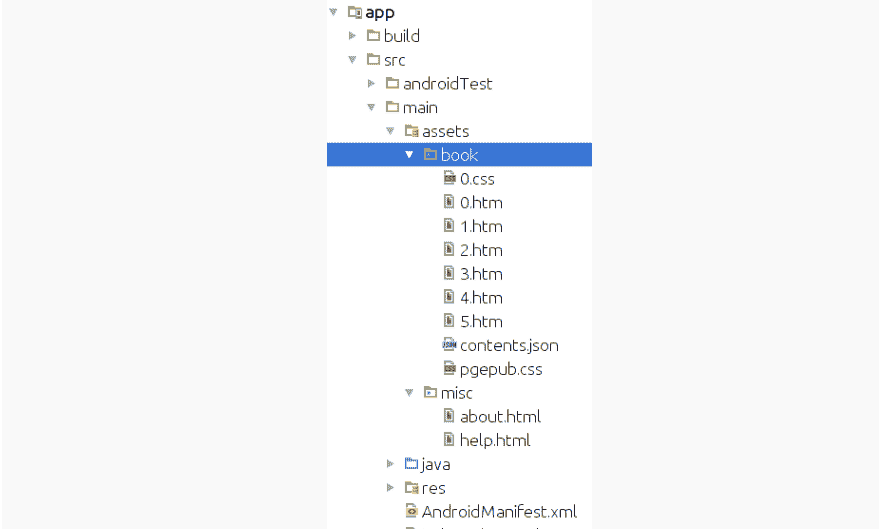 app
build
src
androidTest
main
assets
book
0.css
0.htm
1.htm
2.htm
3.htm
4.htm
5.htm
contents.json
pgepub.css
misc
about.html
help.html
java
res
AndroidManifest.xml